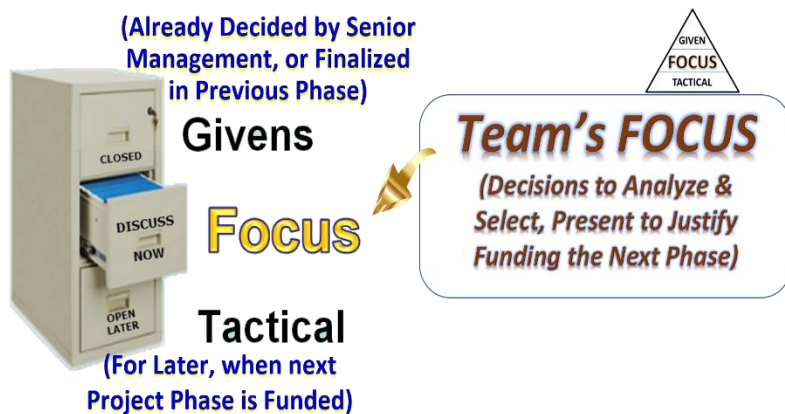 (Already Decided by Senior
Management, or Finalized
in Previous Phase)
Givens
CLOSED
DISCUSS
NOW
Focus
OPEN
LATER
Tactical
(For Later, when next
Project Phase is Funded)
GIVEN
FOCUS
TACTICAL
Team's FOCUS
(Decisions to Analyze &
Select, Present to Justify
Funding the Next Phase)